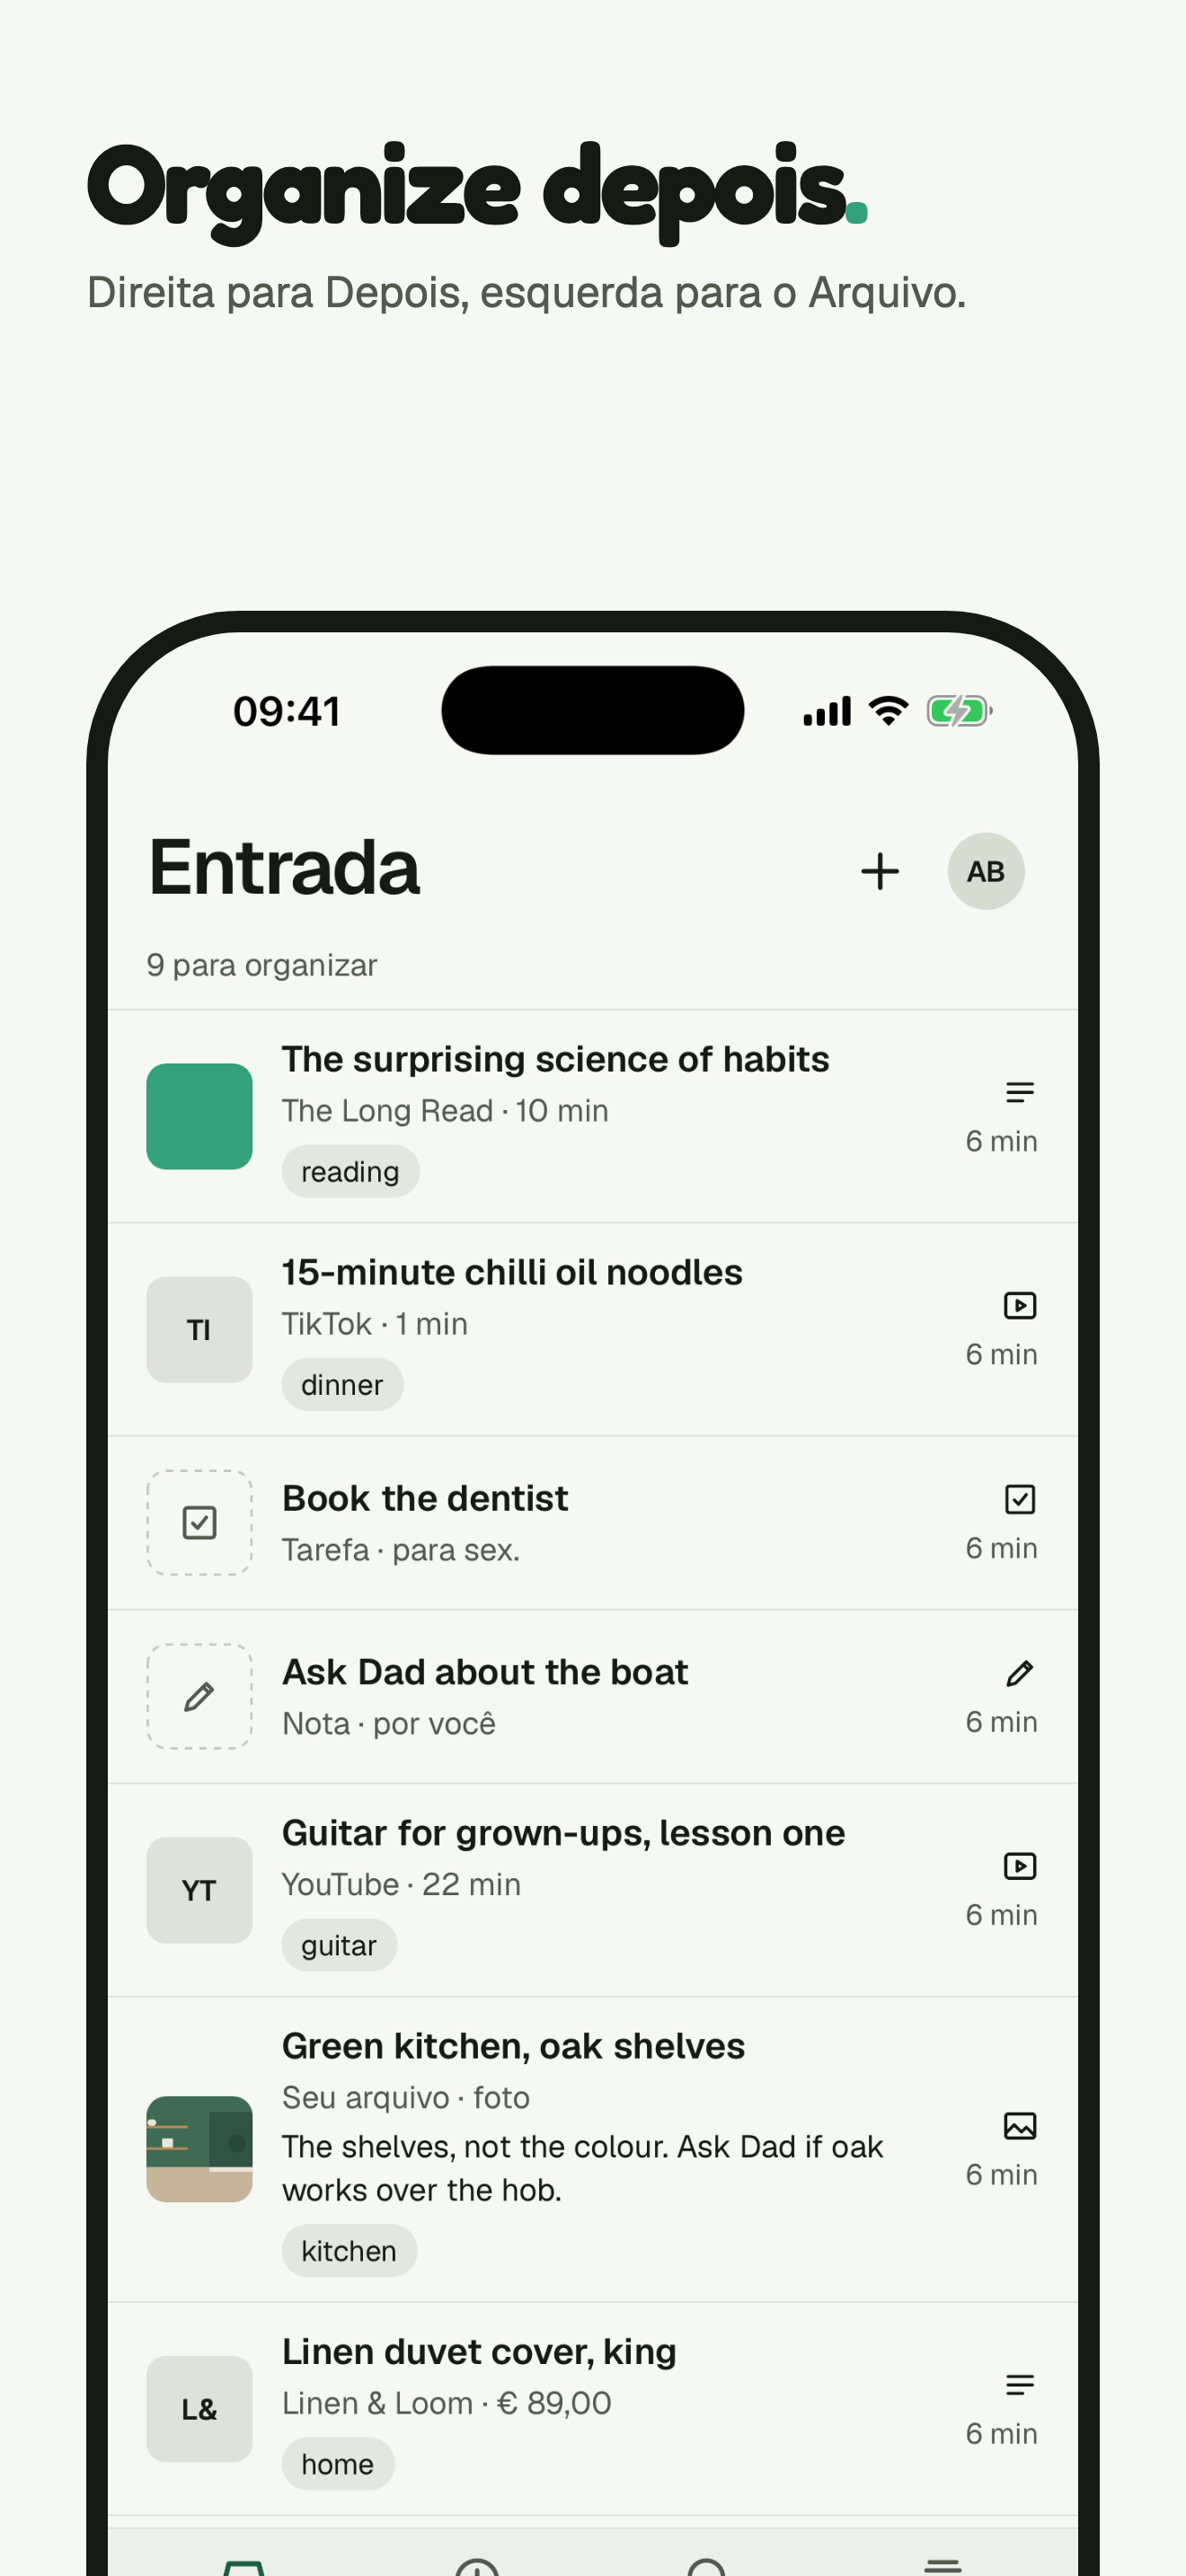 Organize depois.
Direita para Depois, esquerda para o Arquivo.
09:41
Entrada
AB
9 para organizar
The surprising science of habits
The Long Read · 10 min
reading
6 min
TI
15-minute chilli oil noodles
TikTok · 1 min
dinner
6 min
Book the dentist
Tarefa · para sex.
6 min
Ask Dad about the boat
Nota · por você
6 min
YT
Guitar for grown-ups, lesson one
YouTube · 22 min
guitar
6 min
Green kitchen, oak shelves
Seu arquivo · foto
The shelves, not the colour. Ask Dad if oak
works over the hob.
kitchen
6 min
L&
Linen duvet cover, king
Linen & Loom · € 89,00
home
6 min